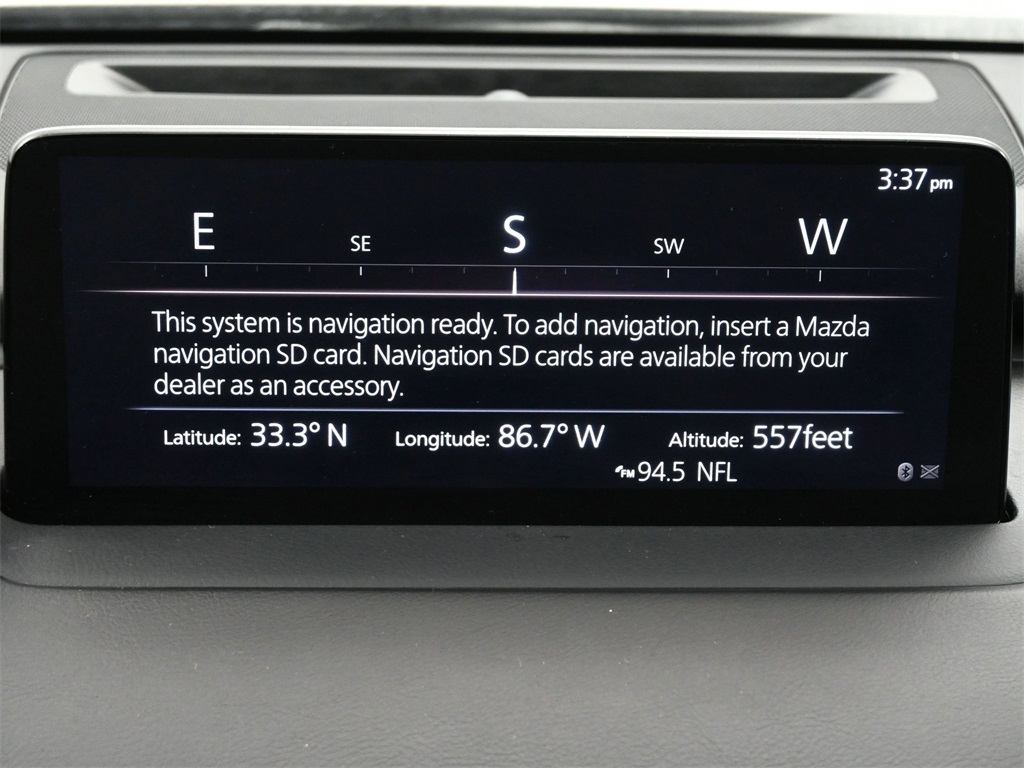 3:37pm
E SE S SW W
This system is navigation ready. To add navigation, insert a Mazda
navigation SD card. Navigation SD cards are available from your
dealer as an accessory.
Latitude: 33.3° N Longitude: 86.7° W Altitude: 557feet
FM 94.5 NFL